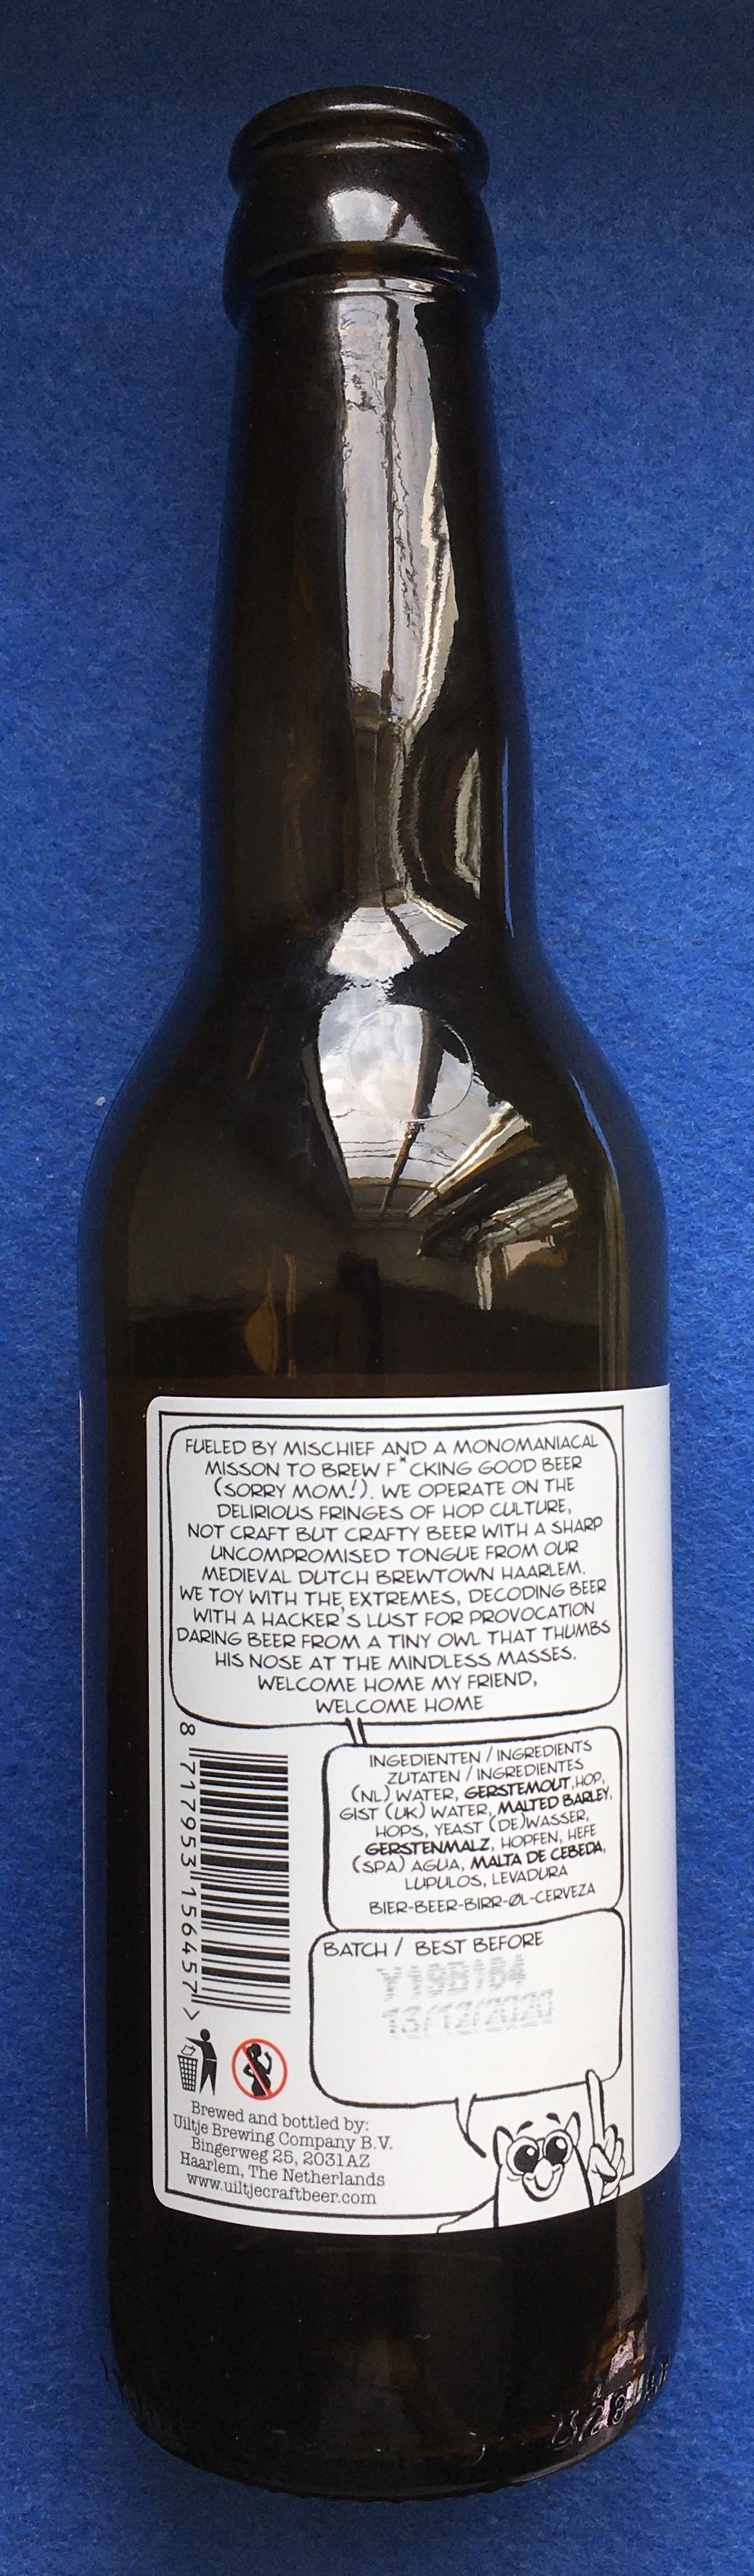 FUELED BY MISCHIEF AND A MONOMANIACAL
MISSON TO BREW F*CKING GOOD BEER
(SORRY MOM!). WE OPERATE ON THE
DELIRIOUS FRINGES OF HOP CULTURE,
NOT CRAFT BUT CRAFTY BEER WITH A SHARP
UNCOMPROMISED TONGUE FROM OUR
MEDIEVAL DUTCH BREWTOWN HAARLEM.
WE TOY WITH THE EXTREMES, DECODING BEER
WITH A HACKER'S LUST FOR PROVOCATION
DARING BEER FROM A TINY OWL THAT THUMBS
HIS NOSE AT THE MINDLESS MASSES.
WELCOME HOME MY FRIEND,
WELCOME HOME
8 717953 156457 >
INGEDIENTEN / INGREDIENTS
ZUTATEN / INGREDIENTES
(NL) WATER, GERSTEMOUT, HOP,
GIST (UK) WATER, MALTED BARLEY,
HOPS, YEAST (DE)WASSER,
GERSTENMALZ, HOPFEN, HEFE
(SPA) AGUA, MALTA DE CEBEDA,
LUPULOS, LEVADURA
BIER-BEER-BIRR-ØL-CERVEZA
BATCH / BEST BEFORE
13/12/2020
Brewed and bottled by:
Uiltje Brewing Company B.V.
Bingerweg 25, 2031AZ
Haarlem, The Netherlands
www.uiltjecraftbeer.com